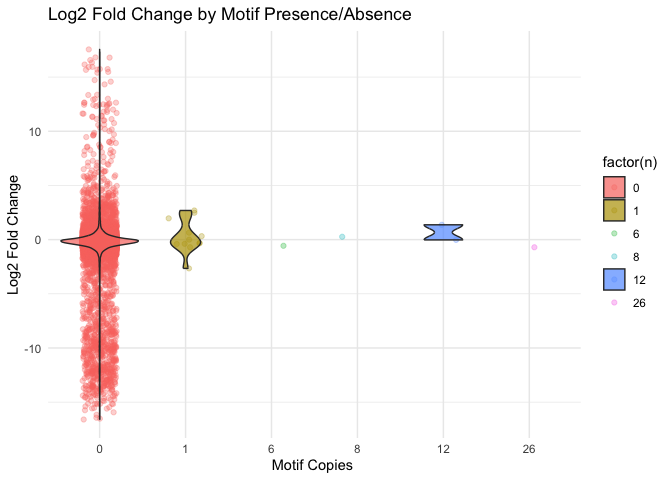 Log2 Fold Change by Motif Presence/Absence
Log2 Fold Change
10
0
-10
0 1 6 8 12 26
Motif Copies
factor(n)
0
1
6
8
12
26